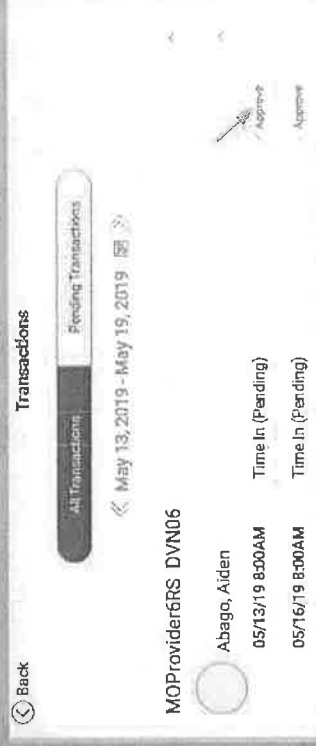 Back
Transactions
All Transactions
Pending Transactions
May 13, 2019 - May 19, 2019
MOProvider6RS DVN06
Abago, Aiden
05/13/19 8:00AM Time In (Pending) Approve
05/16/19 8:00AM Time In (Pending) Approve